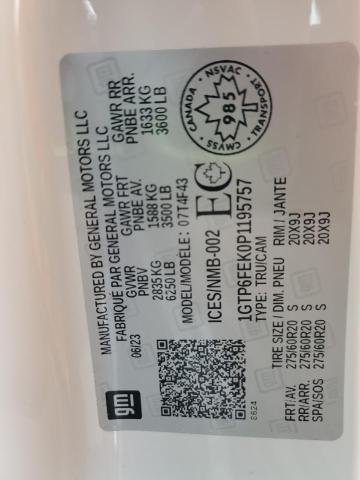 MANUFACTURED BY GENERAL MOTORS LLC
FABRIQUÉ PAR GENERAL MOTORS LLC
06/23
GVWR GAWR FRT GAWR RR
PNBV PNBE AV. PNBE ARR.
2835 KG 1588 KG 1633 KG
6250 LB 3500 LB 3600 LB
MODEL/MODÈLE: 07T4F43
ICES/NMB-002 EC
CANADA · NSVAC · TRANSPORT · CMVSS
985
1GTP6FEK0P1195757
TYPE: TRU/CAM
TIRE SIZE / DIM. PNEU RIM / JANTE
FRT/AV. 275/60R20 S 20X9J
RR/ARR. 275/60R20 S 20X9J
SPA/SOS 275/60R20 S 20X9J
gm
8624